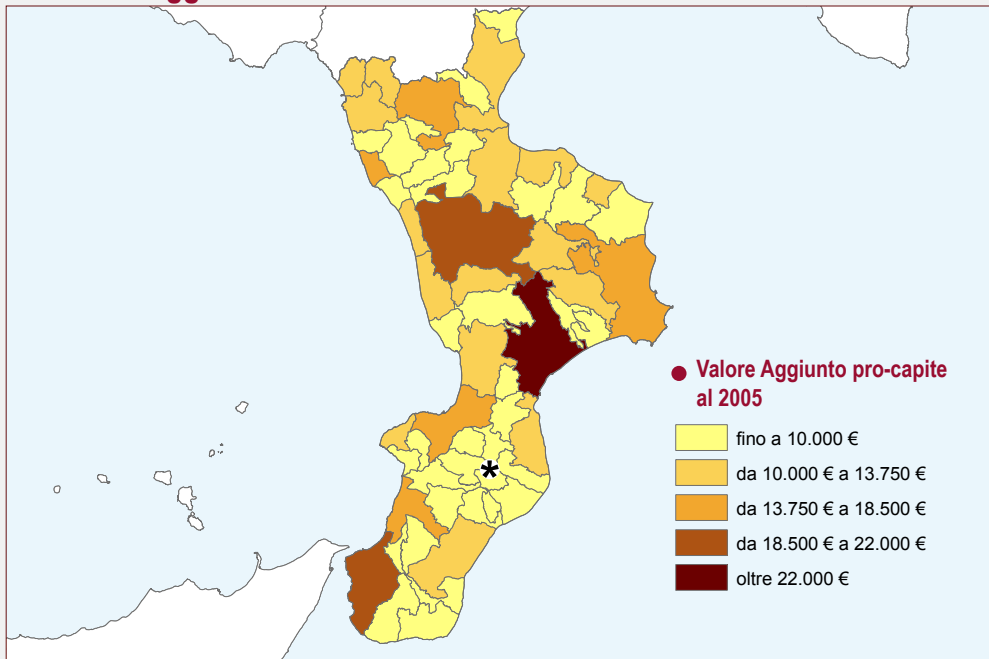 Valore Aggiunto pro-capite
al 2005
fino a 10.000 €
da 10.000 € a 13.750 €
da 13.750 € a 18.500 €
da 18.500 € a 22.000 €
oltre 22.000 €
*